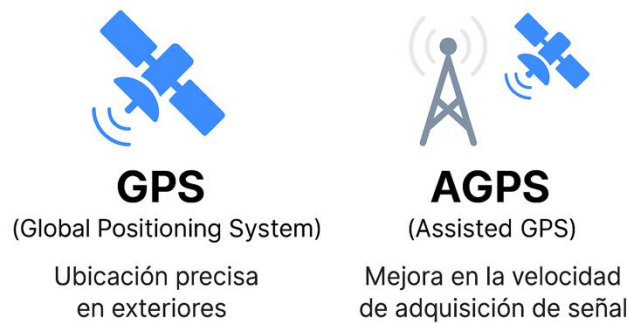 GPS
(Global Positioning System)
Ubicación precisa
en exteriores
AGPS
(Assisted GPS)
Mejora en la velocidad
de adquisición de señal